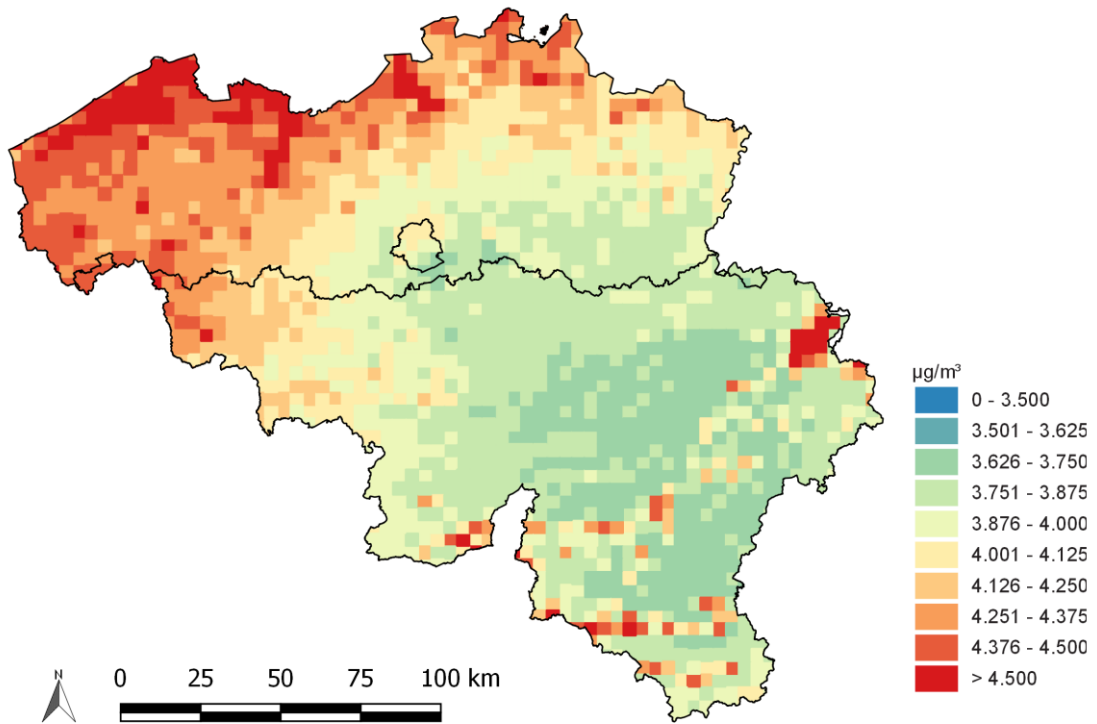 µg/m³
0 - 3.500
3.501 - 3.625
3.626 - 3.750
3.751 - 3.875
3.876 - 4.000
4.001 - 4.125
4.126 - 4.250
4.251 - 4.375
4.376 - 4.500
> 4.500
N
0 25 50 75 100 km